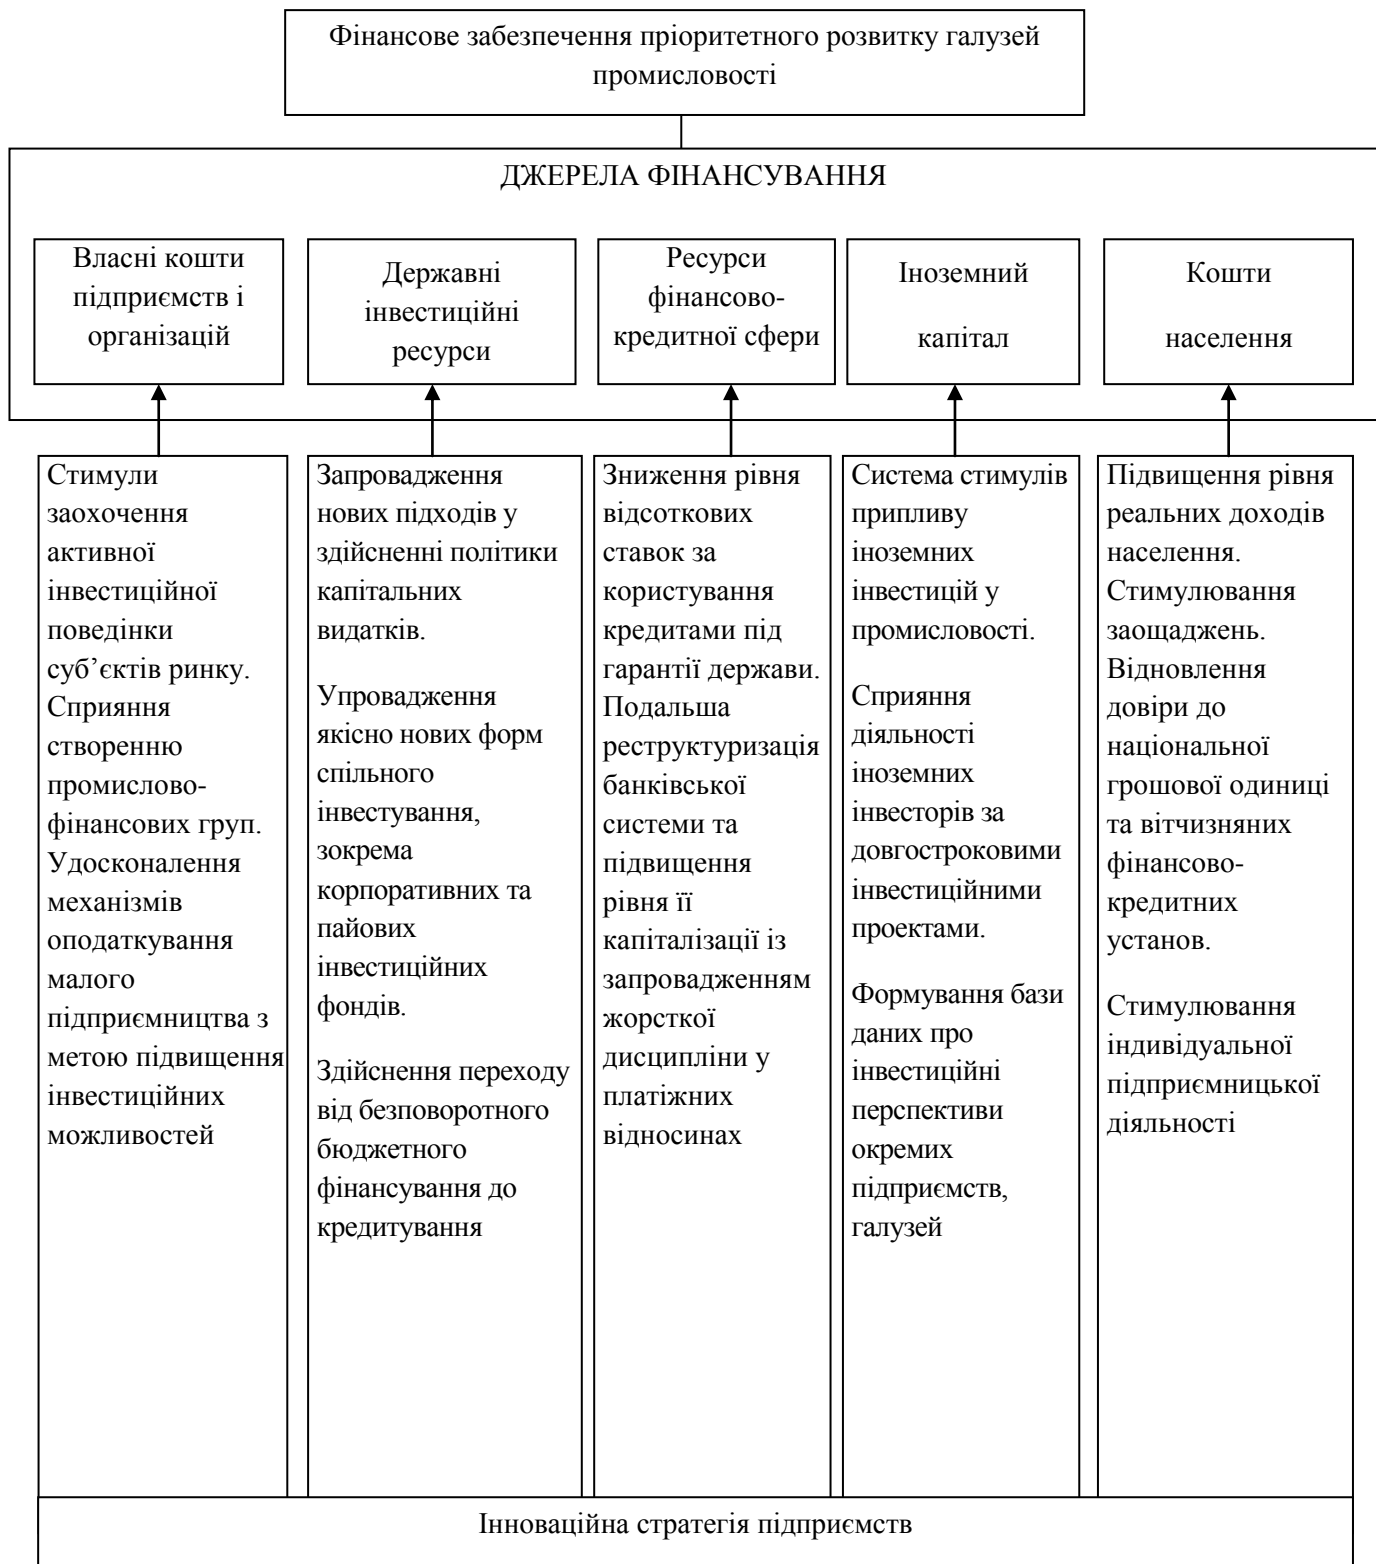 Фінансове забезпечення пріоритетного розвитку галузей
промисловості
ДЖЕРЕЛА ФІНАНСУВАННЯ
Власні кошти
підприємств і
організацій
Державні
інвестиційні
ресурси
Ресурси
фінансово-
кредитної сфери
Іноземний
капітал
Кошти
населення
Стимули
заохочення
активної
інвестиційної
поведінки
суб’єктів ринку.
Сприяння
створенню
промислово-
фінансових груп.
Удосконалення
механізмів
оподаткування
малого
підприємництва з
метою підвищення
інвестиційних
можливостей
Запровадження
нових підходів у
здійсненні політики
капітальних
видатків.
Упровадження
якісно нових форм
спільного
інвестування,
зокрема
корпоративних та
пайових
інвестиційних
фондів.
Здійснення переходу
від безповоротного
бюджетного
фінансування до
кредитування
Зниження рівня
відсоткових
ставок за
користування
кредитами під
гарантії держави.
Подальша
реструктуризація
банківської
системи та
підвищення
рівня її
капіталізації із
запровадженням
жорсткої
дисципліни у
платіжних
відносинах
Система стимулів
припливу
іноземних
інвестицій у
промисловості.
Сприяння
діяльності
іноземних
інвесторів за
довгостроковими
інвестиційними
проектами.
Формування бази
даних про
інвестиційні
перспективи
окремих
підприємств,
галузей
Підвищення рівня
реальних доходів
населення.
Стимулювання
заощаджень.
Відновлення
довіри до
національної
грошової одиниці
та вітчизняних
фінансово-
кредитних
установ.
Стимулювання
індивідуальної
підприємницької
діяльності
Інноваційна стратегія підприємств